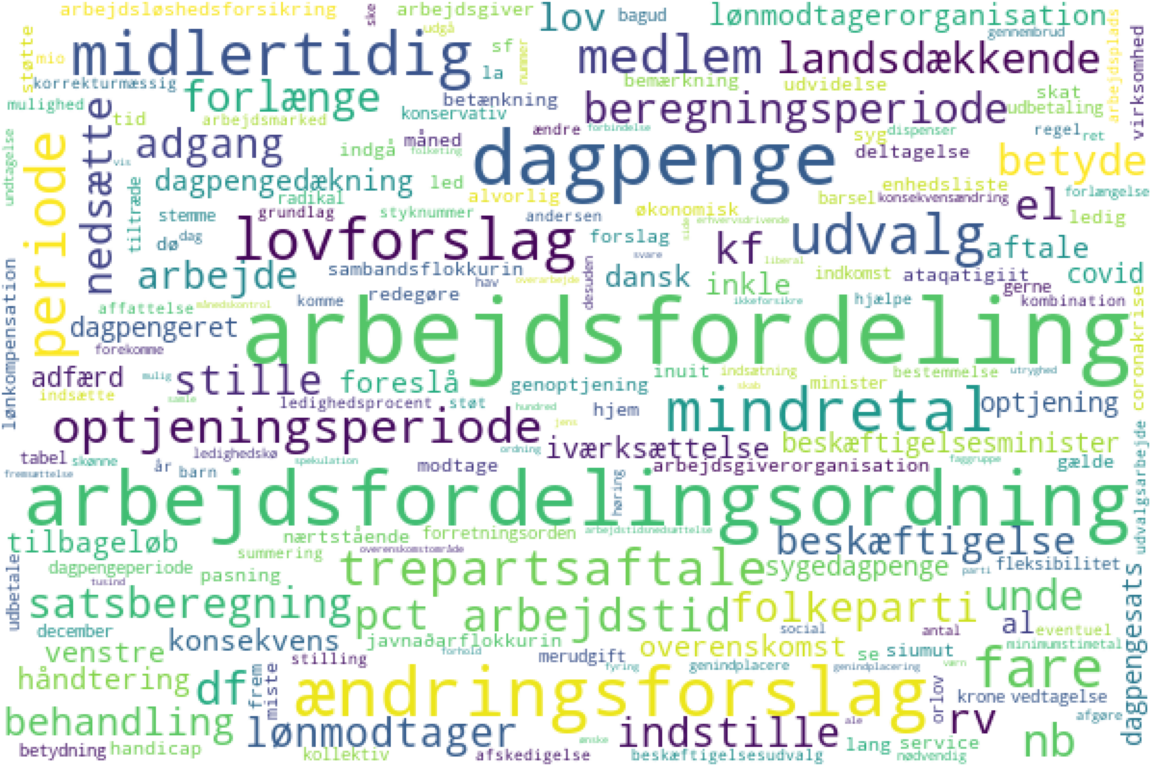 arbejdsløshedsforsikring
ske
arbejdsgiver
udgå
lov
bagud
lønmodtagerorganisation
gennembrud
arbejdsplads
virksomhed
støtte
mio
midlertidig
sf
la
nummer
medlem
landsdækkende
korrekturmæssig
bemærkning
udvidelse
skat
mulighed
nedsætte
forlænge
betænkning
konservativ
beregningsperiode
udbetaling
tid
arbejdsmarked
ændre
forbindelse
syg
dispenser
regel
ret
undtagelse
periode
adgang
indgå
måned
folketing
dagpenge
deltagelse
betyde
vis
tiltræde
dagpengedækning
led
alvorlig
barsel
enhedsliste
konsekvensændring
forlængelse
radikal
stemme
grundlag
styknummer
andersen
økonomisk
erhvervsdrivende
el
ledig
dø
dag
lovforslag
forslag
side
kf
udvalg
aftale
svare
liberal
arbejde
sambandsflokkurin
overarbejde
desuden
dansk
inkle
indkomst
ataqatigiit
covid
hav
gerne
lønkompensation
affattelse
månedskontrol
komme
redegøre
ikkeforsikre
hjælpe
kombination
coronakrise
dagpengeret
arbejdsfordeling
forekomme
adfærd
mulig
stille
foreslå
genoptjening
inuit
indsætning
bestemmelse
utryghed
indsætte
samle
ledighedsprocent
støt
hundred
hjem
skab
minister
mindretal
optjening
optjeningsperiode
jens
iværksættelse
beskæftigelsesminister
tabel
skønne
ledighedskø
ordning
fremsættelse
år
barn
spekulation
modtage
arbejdsgiverorganisation
faggruppe
gælde
arbejdsfordelingsordning
høring
udvalgsarbejde
tilbageløb
nærtstående
forretningsorden
arbejdstidsnedsættelse
beskæftigelse
summering
overenskomstområde
udbetale
dagpengeperiode
tusind
pasning
trepartsaftale
sygedagpenge
parti
fleksibilitet
satsberegning
pct
arbejdstid
folkeparti
unde
dagpengesats
december
konsekvens
javnaðarflokkurin
social
antal
al
eventuel
venstre
forhold
stilling
merudgift
overenskomst
se
siumut
minimumstimetal
håndtering
df
frem
miste
fyring
genindplacere
genindplacering
værn
fare
ændringsforslag
orlov
krone
vedtagelse
behandling
lønmodtager
indstille
ale
rv
afgøre
ønske
betydning
handicap
kollektiv
afskedigelse
beskæftigelsesudvalg
lang
service
nødvendig
nb